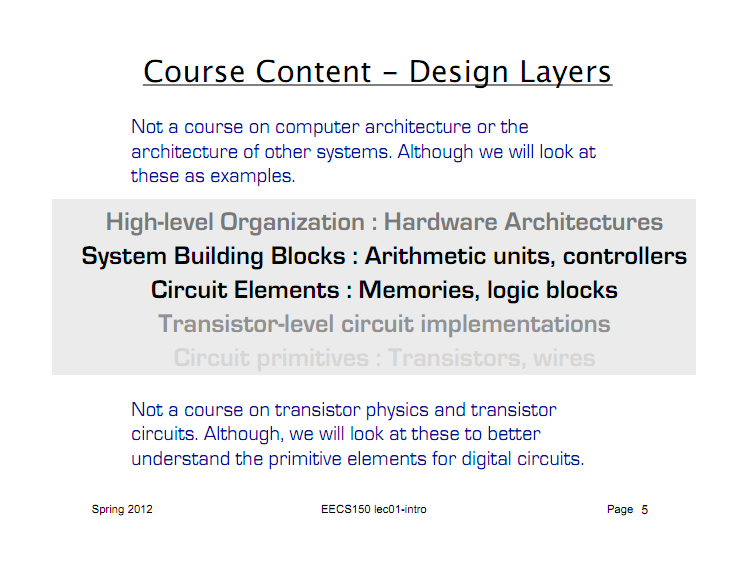 Course Content – Design Layers
Not a course on computer architecture or the
architecture of other systems. Although we will look at
these as examples.
High-level Organization : Hardware Architectures
System Building Blocks : Arithmetic units, controllers
Circuit Elements : Memories, logic blocks
Transistor-level circuit implementations
Circuit primitives : Transistors, wires
Not a course on transistor physics and transistor
circuits. Although, we will look at these to better
understand the primitive elements for digital circuits.
Spring 2012 EECS150 lec01-intro Page 5